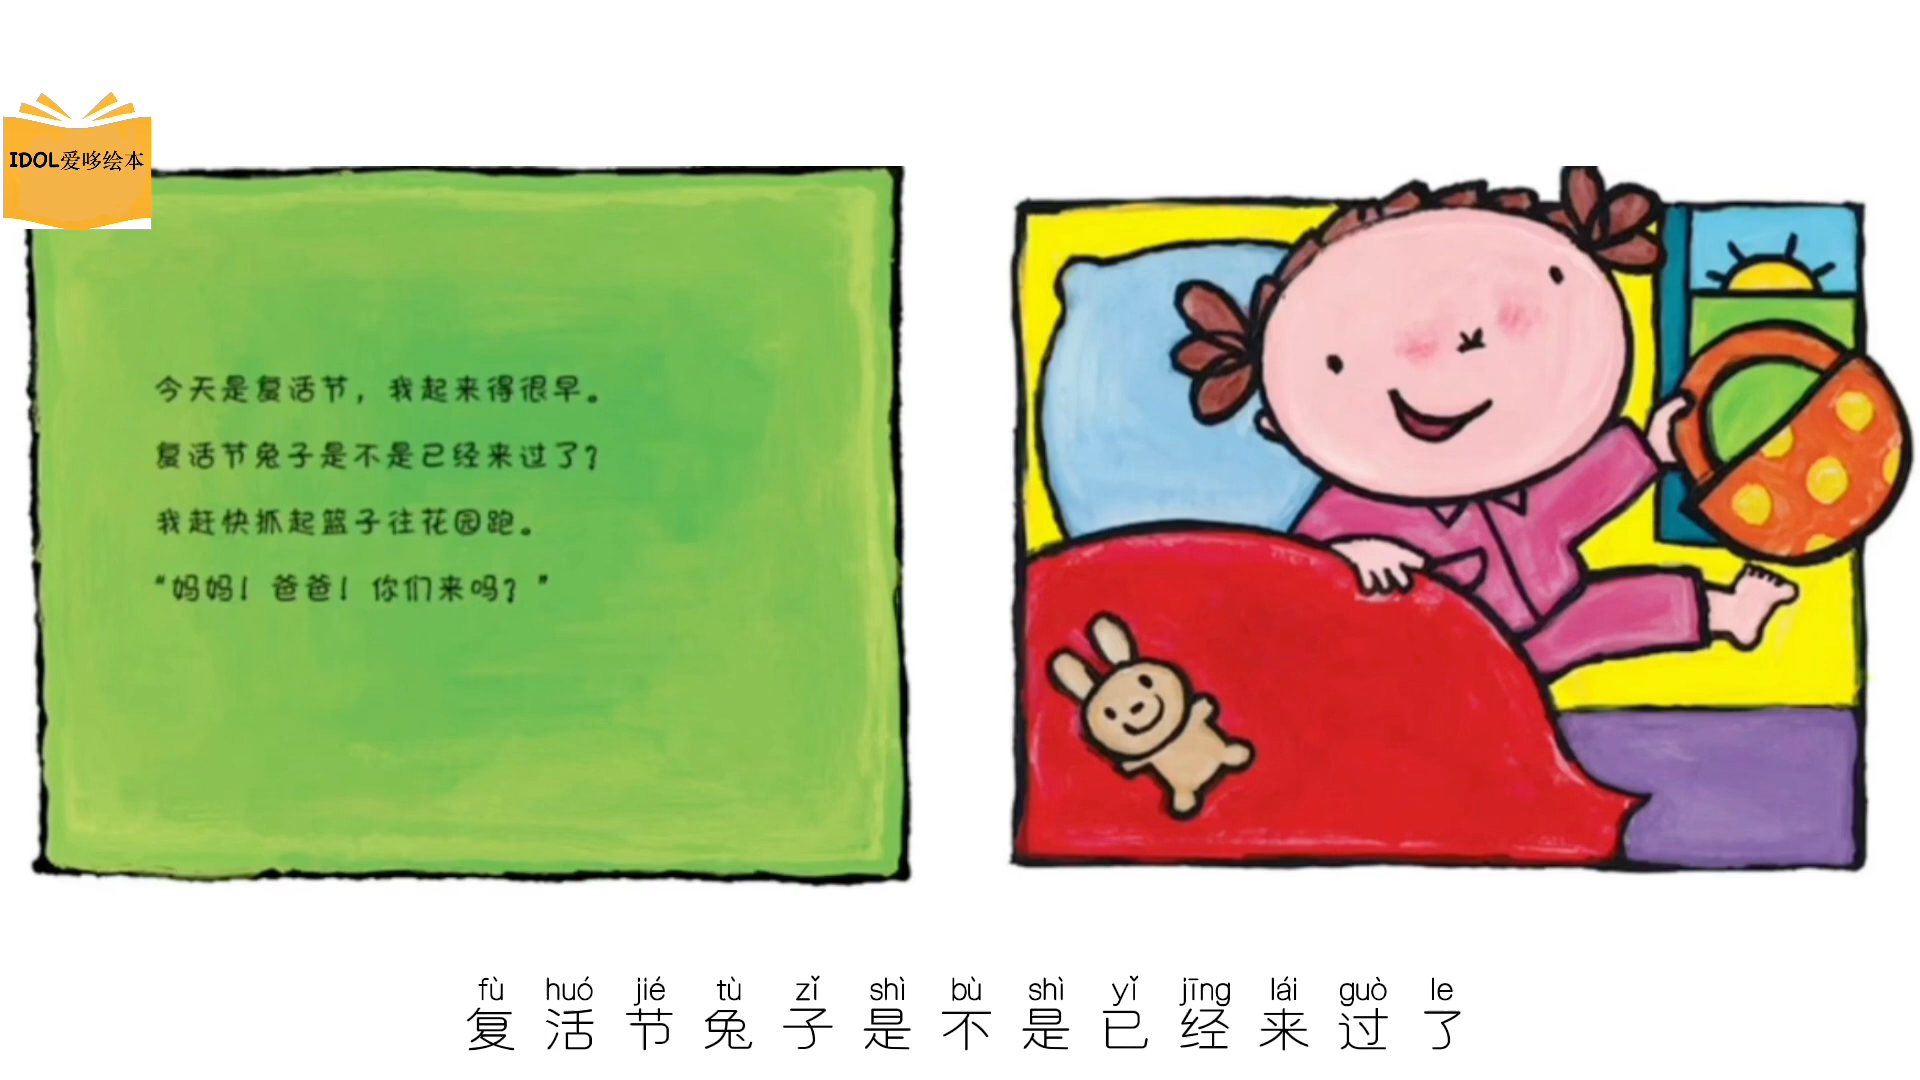 IDOL爱哆绘本
今天是复活节，我起来得很早。
复活节兔子是不是已经来过了？
我赶快抓起篮子往花园跑。
“妈妈！爸爸！你们来吗？”
fù huó jié tù zǐ shì bù shì yǐ jīng lái guò le
复活节兔子是不是已经来过了